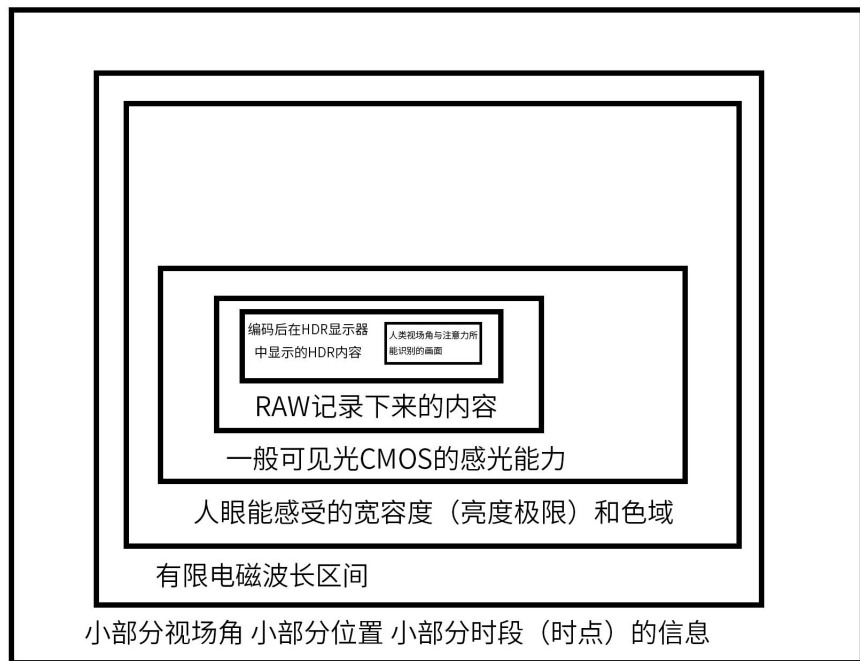 编码后在HDR显示器
中显示的HDR内容
人类视场角与注意力所
能识别的画面
RAW记录下来的内容
一般可见光CMOS的感光能力
人眼能感受的宽容度（亮度极限）和色域
有限电磁波长区间
小部分视场角 小部分位置 小部分时段（时点）的信息